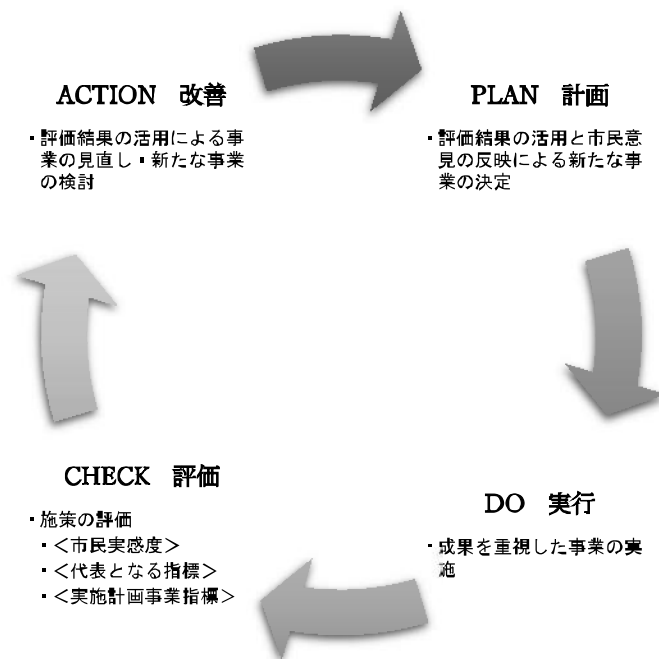 ACTION 改善
・評価結果の活用による事
業の見直し・新たな事業
の検討
PLAN 計画
・評価結果の活用と市民意
見の反映による新たな事
業の決定
CHECK 評価
・施策の評価
・＜市民実感度＞
・＜代表となる指標＞
・＜実施計画事業指標＞
DO 実行
・成果を重視した事業の実
施